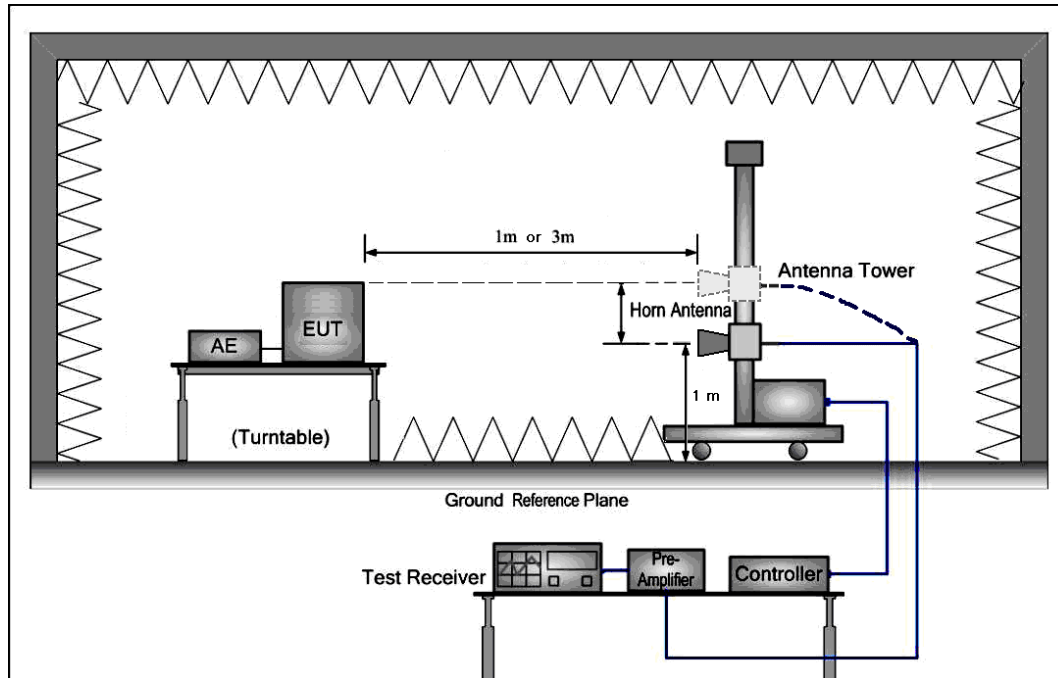 1m or 3m
Antenna Tower
Horn Antenna
EUT
AE
1 m
(Turntable)
Ground Reference Plane
Test Receiver
Pre-
Amplifier
Controller